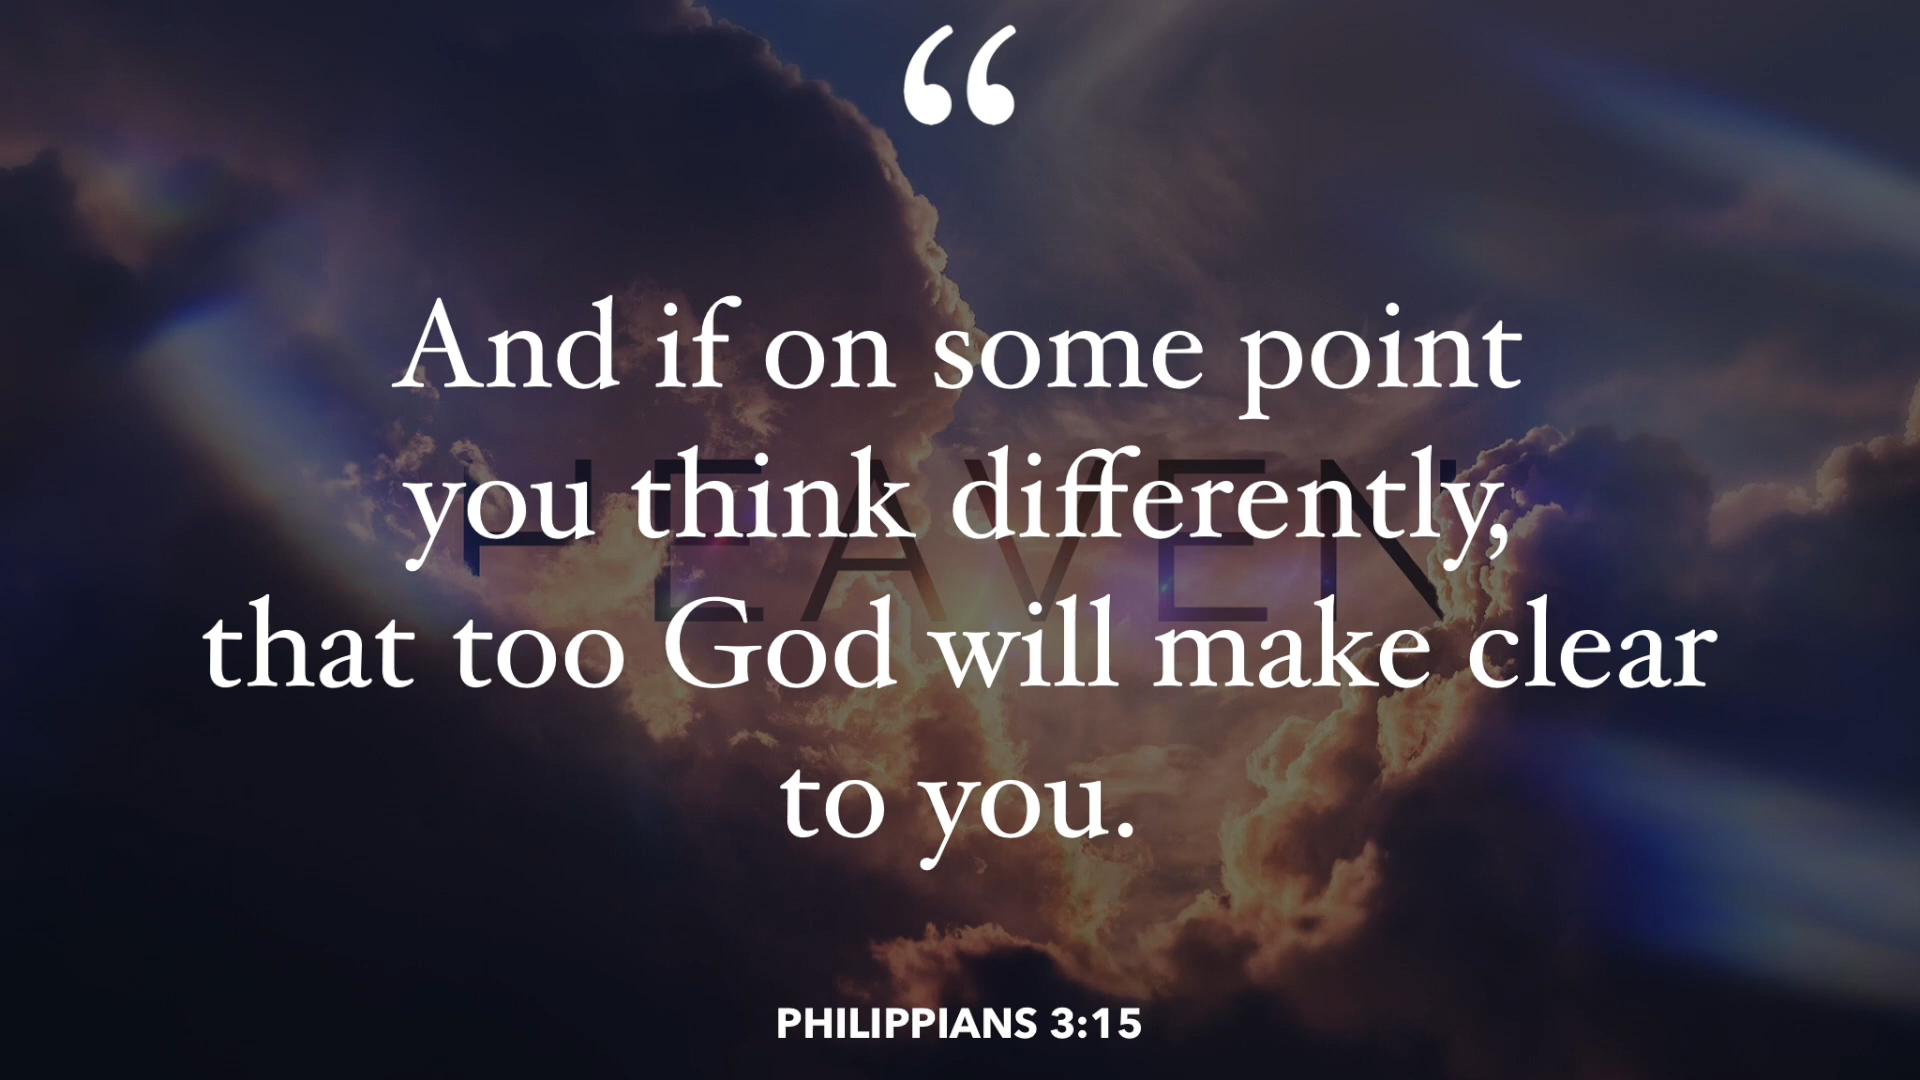 “
And if on some point
you think differently,
that too God will make clear
to you.
HEAVEN
PHILIPPIANS 3:15